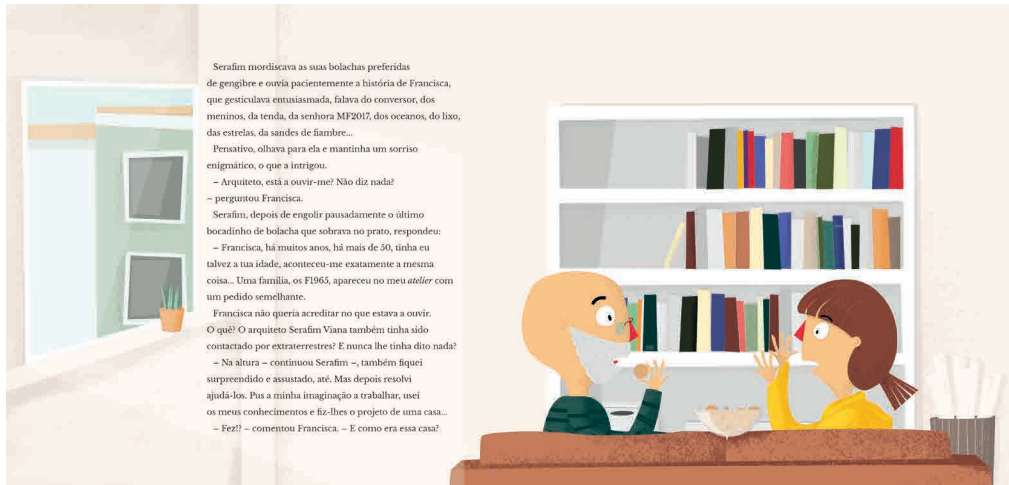 Serafim mordiscava as suas bolachas preferidas
de gengibre e ouvia pacientemente a história de Francisca,
que gesticulava entusiasmada, falava do conversor, dos
meninos, da tenda, da senhora MF2017, dos oceanos, do lixo,
das estrelas, da sandes de fiambre...
Pensativo, olhava para ela e mantinha um sorriso
enigmático, o que a intrigou.
– Arquiteto, está a ouvir-me? Não diz nada?
– perguntou Francisca.
Serafim, depois de engolir pausadamente o último
bocadinho de bolacha que sobrava no prato, respondeu:
– Francisca, há muitos anos, há mais de 50, tinha eu
talvez a tua idade, aconteceu-me exatamente a mesma
coisa... Uma família, os F1965, apareceu no meu atelier com
um pedido semelhante.
Francisca não queria acreditar no que estava a ouvir.
O quê? O arquiteto Serafim Viana também tinha sido
contactado por extraterrestres? E nunca lhe tinha dito nada?
– Na altura – continuou Serafim –, também fiquei
surpreendido e assustado, até. Mas depois resolvi
ajudá-los. Pus a minha imaginação a trabalhar, usei
os meus conhecimentos e fiz-lhes o projeto de uma casa...
– Fez!? – comentou Francisca. – E como era essa casa?